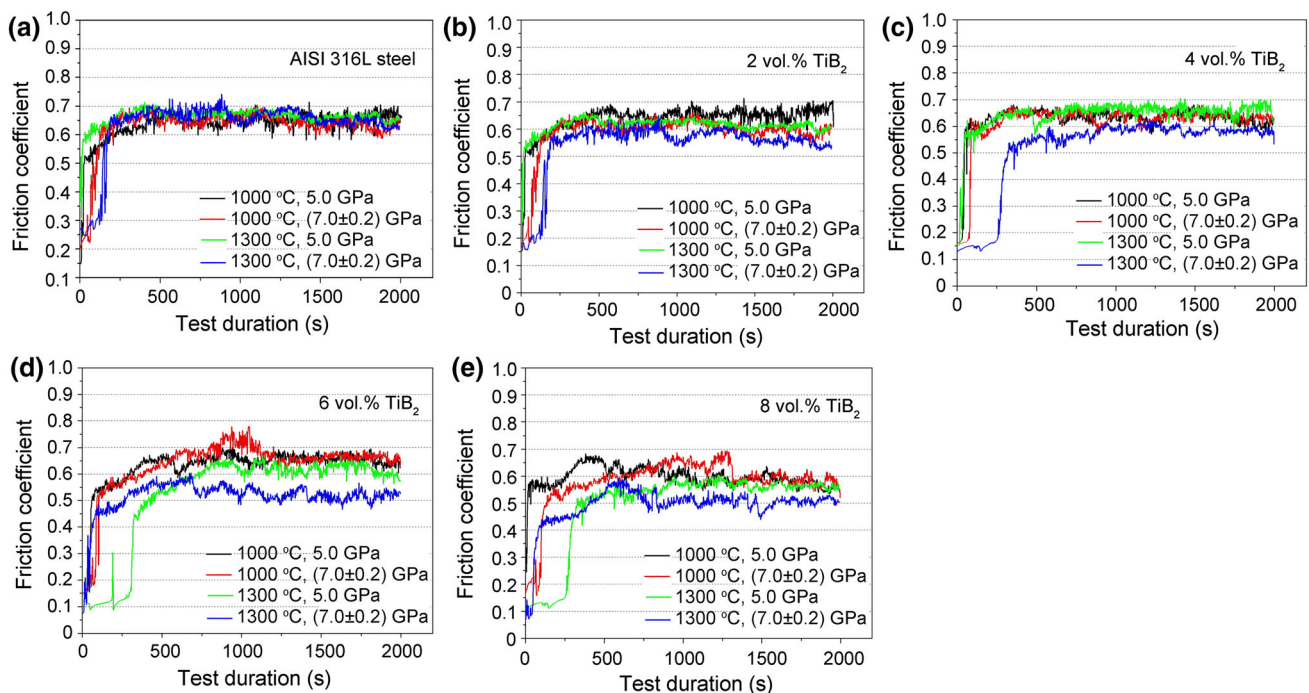 (a)
1.0
0.9
0.8
0.7
0.6
0.5
0.4
0.3
0.2
0.1
Friction coefficient
AISI 316L steel
1000 °C, 5.0 GPa
1000 °C, (7.0±0.2) GPa
1300 °C, 5.0 GPa
1300 °C, (7.0±0.2) GPa
0 500 1000 1500 2000
Test duration (s)
(b)
1.0
0.9
0.8
0.7
0.6
0.5
0.4
0.3
0.2
0.1
0
Friction coefficient
2 vol.% TiB₂
1000 °C, 5.0 GPa
1000 °C, (7.0±0.2) GPa
1300 °C, 5.0 GPa
1300 °C, (7.0±0.2) GPa
0 500 1000 1500 2000
Test duration (s)
(c)
1.0
0.9
0.8
0.7
0.6
0.5
0.4
0.3
0.2
0.1
0
Friction coefficient
4 vol.% TiB₂
1000 °C, 5.0 GPa
1000 °C, (7.0±0.2) GPa
1300 °C, 5.0 GPa
1300 °C, (7.0±0.2) GPa
0 500 1000 1500 2000
Test duration (s)
(d)
1.0
0.9
0.8
0.7
0.6
0.5
0.4
0.3
0.2
0.1
0
Friction coefficient
6 vol.% TiB₂
1000 °C, 5.0 GPa
1000 °C, (7.0±0.2) GPa
1300 °C, 5.0 GPa
1300 °C, (7.0±0.2) GPa
0 500 1000 1500 2000
Test duration (s)
(e)
1.0
0.9
0.8
0.7
0.6
0.5
0.4
0.3
0.2
0.1
0
Friction coefficient
8 vol.% TiB₂
1000 °C, 5.0 GPa
1000 °C, (7.0±0.2) GPa
1300 °C, 5.0 GPa
1300 °C, (7.0±0.2) GPa
0 500 1000 1500 2000
Test duration (s)